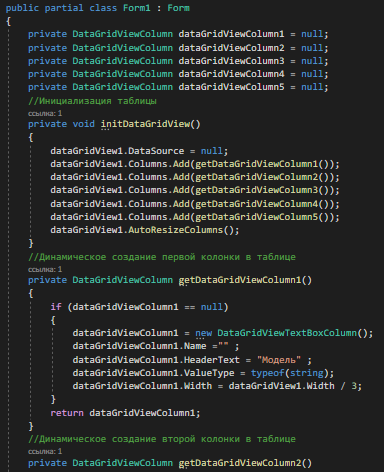 public partial class Form1 : Form
{
private DataGridViewColumn dataGridViewColumn1 = null;
private DataGridViewColumn dataGridViewColumn2 = null;
private DataGridViewColumn dataGridViewColumn3 = null;
private DataGridViewColumn dataGridViewColumn4 = null;
private DataGridViewColumn dataGridViewColumn5 = null;
//Инициализация таблицы
ссылка: 1
private void initDataGridView()
{
dataGridView1.DataSource = null;
dataGridView1.Columns.Add(getDataGridViewColumn1());
dataGridView1.Columns.Add(getDataGridViewColumn2());
dataGridView1.Columns.Add(getDataGridViewColumn3());
dataGridView1.Columns.Add(getDataGridViewColumn4());
dataGridView1.Columns.Add(getDataGridViewColumn5());
dataGridView1.AutoResizeColumns();
}
//Динамическое создание первой колонки в таблице
ссылка: 1
private DataGridViewColumn getDataGridViewColumn1()
{
if (dataGridViewColumn1 == null)
{
dataGridViewColumn1 = new DataGridViewTextBoxColumn();
dataGridViewColumn1.Name ="" ;
dataGridViewColumn1.HeaderText = "Модель" ;
dataGridViewColumn1.ValueType = typeof(string);
dataGridViewColumn1.Width = dataGridView1.Width / 3;
}
return dataGridViewColumn1;
}
//Динамическое создание второй колонки в таблице
ссылка: 1
private DataGridViewColumn getDataGridViewColumn2()